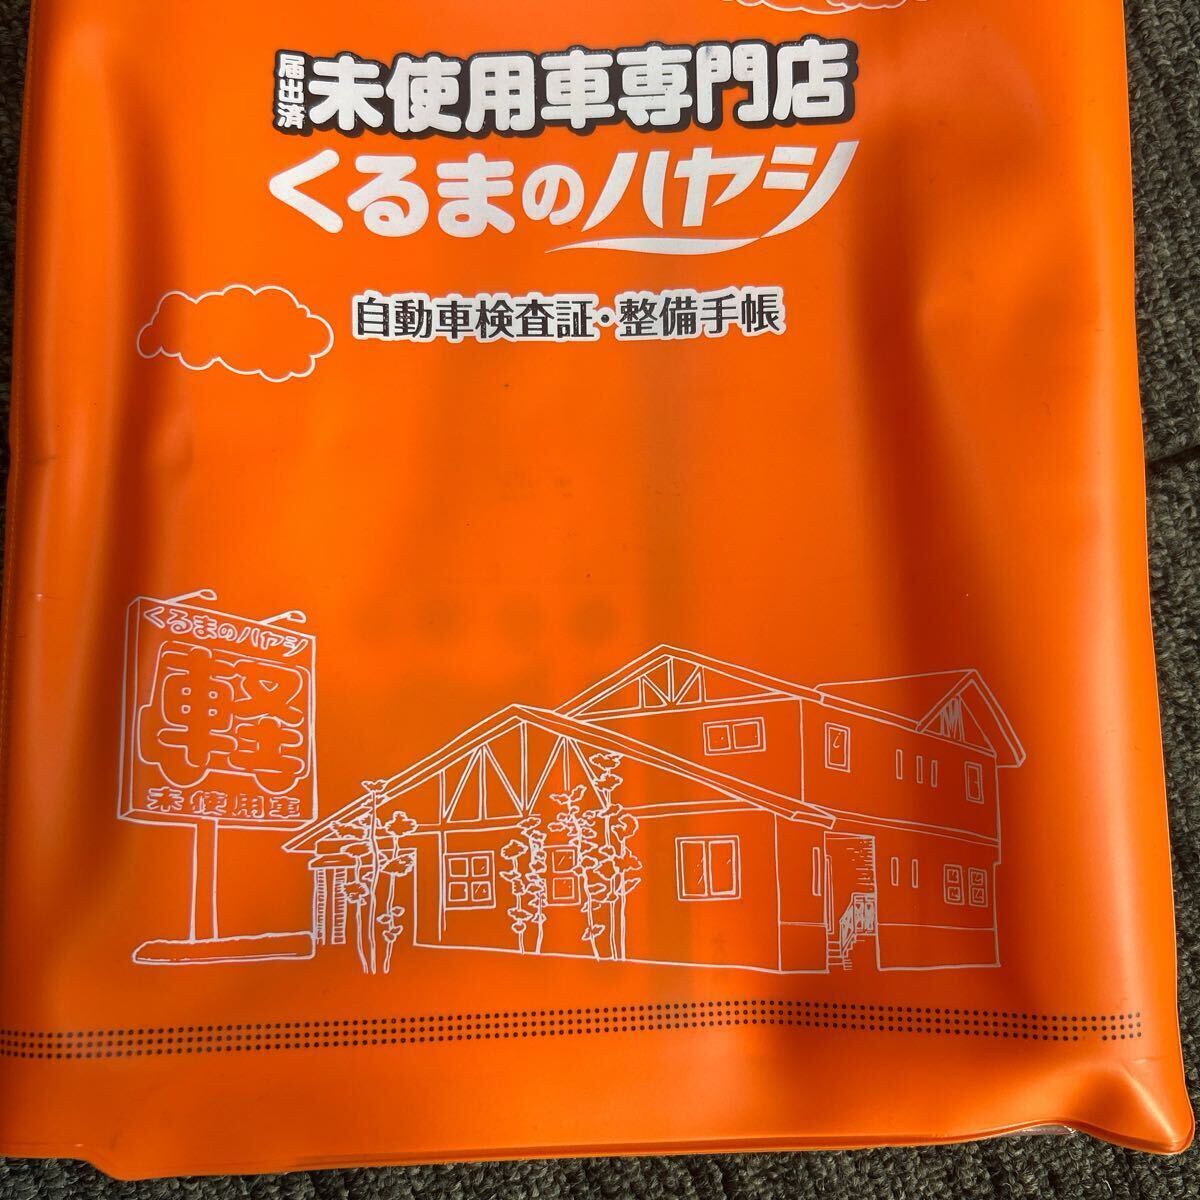 届出済 未使用車専門店
くるまのハヤシ
自動車検査証・整備手帳
くるまのハヤシ
軽
未使用車